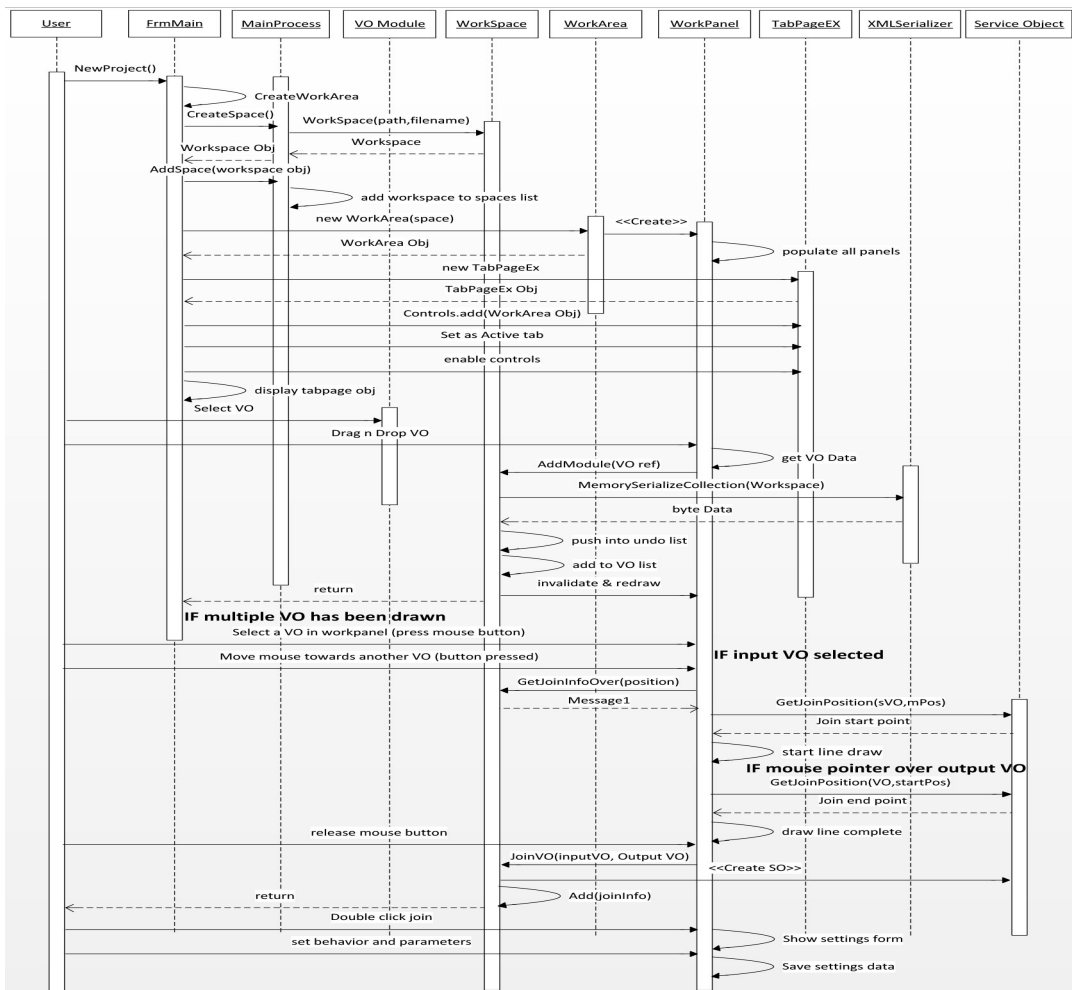 User
FrmMain
MainProcess
VO Module
WorkSpace
WorkArea
WorkPanel
TabPageEX
XMLSerializer
Service Object
NewProject()
CreateWorkArea
CreateSpace()
WorkSpace(path,filename)
Workspace
Workspace Obj
AddSpace(workspace obj)
add workspace to spaces list
new WorkArea(space)
<<Create>>
WorkArea Obj
populate all panels
new TabPageEx
TabPageEx Obj
Controls.add(WorkArea Obj)
Set as Active tab
enable controls
display tabpage obj
Select VO
Drag n Drop VO
get VO Data
AddModule(VO ref)
MemorySerializeCollection(Workspace)
byte Data
push into undo list
add to VO list
invalidate & redraw
return
IF multiple VO has been drawn
Select a VO in workpanel (press mouse button)
IF input VO selected
Move mouse towards another VO (button pressed)
GetJoinInfoOver(position)
Message1
GetJoinPosition(sVO,mPos)
Join start point
start line draw
IF mouse pointer over output VO
GetJoinPosition(VO,startPos)
Join end point
draw line complete
release mouse button
JoinVO(inputVO, Output VO)
<<Create SO>>
Add(joinInfo)
return
Double click join
Show settings form
set behavior and parameters
Save settings data